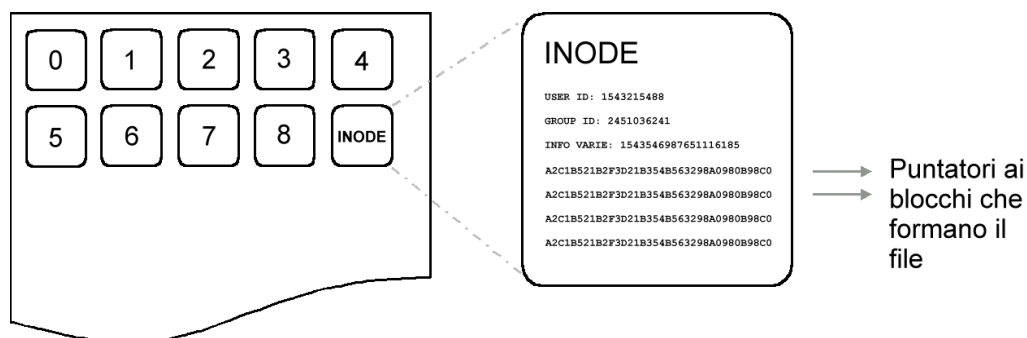 0 1 2 3 4
5 6 7 8 INODE
INODE
USER ID: 1543215488
GROUP ID: 2451036241
INFO VARIE: 1543546987651116185
A2C1B521B2F3D21B354B563298A0980B98C0
A2C1B521B2F3D21B354B563298A0980B98C0
A2C1B521B2F3D21B354B563298A0980B98C0
A2C1B521B2F3D21B354B563298A0980B98C0
Puntatori ai
blocchi che
formano il
file